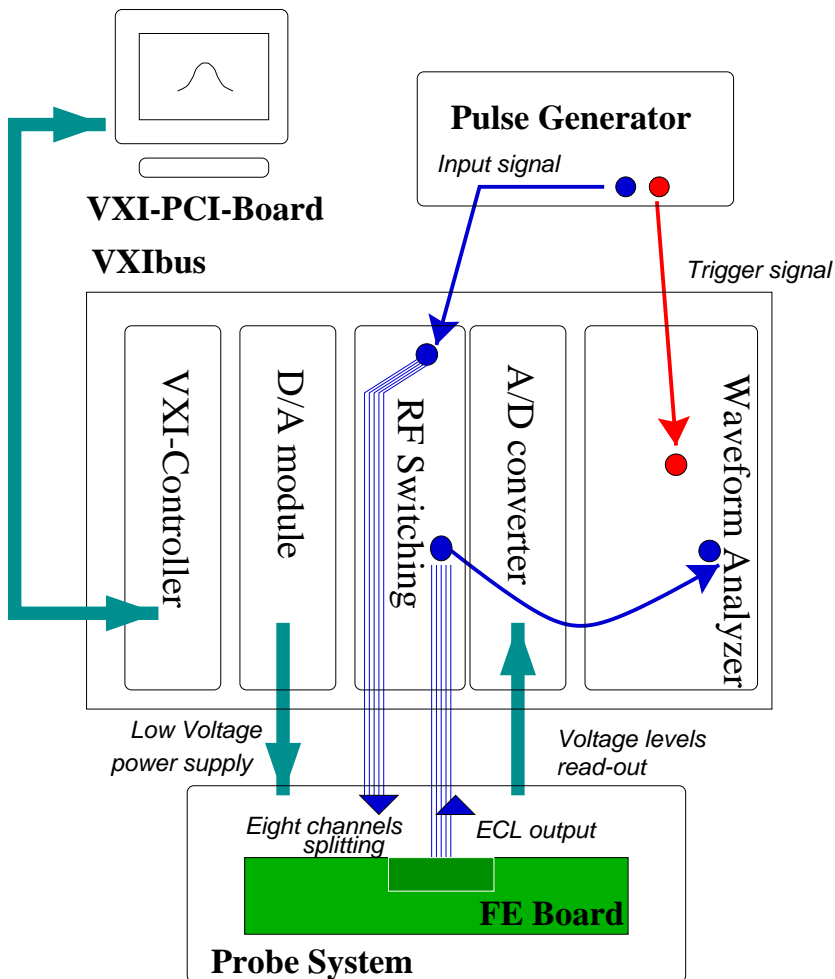 Pulse Generator
Input signal
VXI-PCI-Board
VXIbus
Trigger signal
VXI-Controller
D/A module
RF Switching
A/D converter
Waveform Analyzer
Low Voltage
power supply
Voltage levels
read-out
Eight channels
splitting
ECL output
FE Board
Probe System